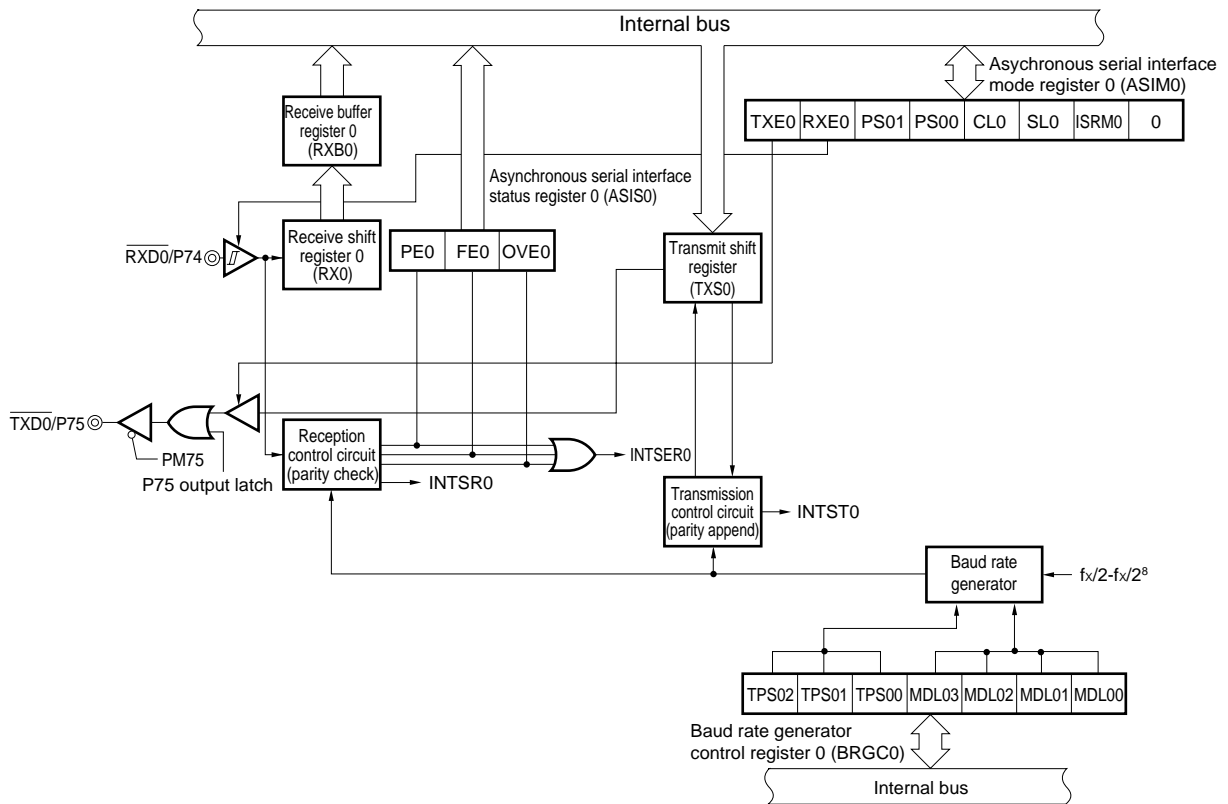 Internal bus
Asychronous serial interface
mode register 0 (ASIM0)
Receive buffer
register 0
(RXB0)
TXE0 RXE0 PS01 PS00 CL0 SL0 ISRM0 0
Asynchronous serial interface
status register 0 (ASIS0)
RXD0/P74
Receive shift
register 0
(RX0)
PE0 FE0 OVE0
Transmit shift
register
(TXS0)
TXD0/P75
PM75
P75 output latch
Reception
control circuit
(parity check)
INTSER0
INTSR0
Transmission
control circuit
(parity append)
INTST0
Baud rate
generator
fX/2-fX/2⁸
TPS02 TPS01 TPS00 MDL03 MDL02 MDL01 MDL00
Baud rate generator
control register 0 (BRGC0)
Internal bus